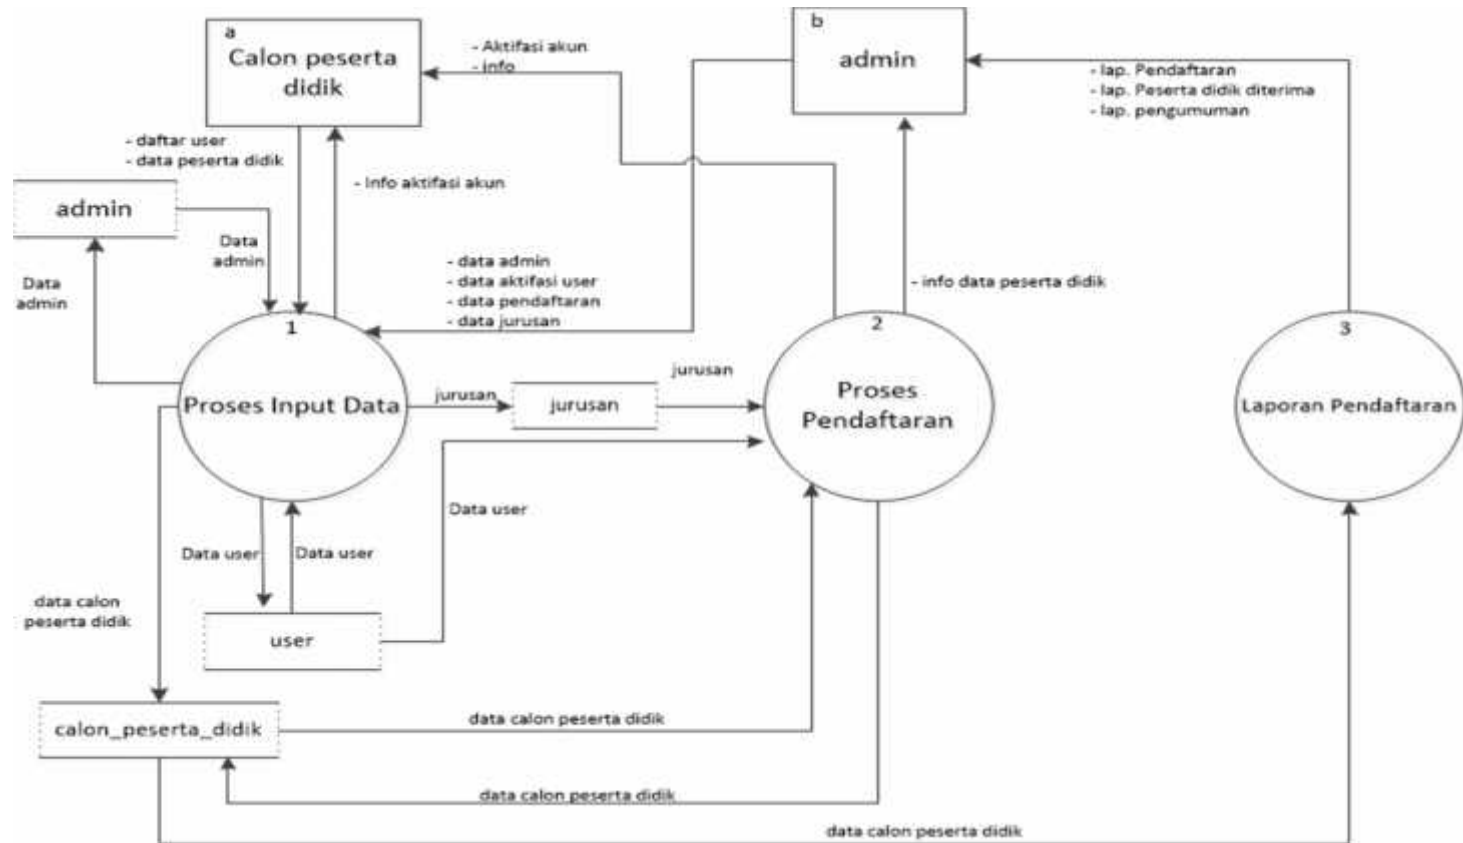 a
Calon peserta
didik
- Aktifasi akun
- info
b
admin
- lap. Pendaftaran
- lap. Peserta didik diterima
- lap. pengumuman
- daftar user
- data peserta didik
- Info aktifasi akun
admin
Data
admin
Data
admin
- data admin
- data aktifasi user
- data pendaftaran
- data jurusan
- info data peserta didik
1
Proses Input Data
jurusan
jurusan
jurusan
2
Proses
Pendaftaran
3
Laporan Pendaftaran
Data user
Data user
Data user
data calon
peserta didik
user
calon_peserta_didik
data calon peserta didik
data calon peserta didik
data calon peserta didik